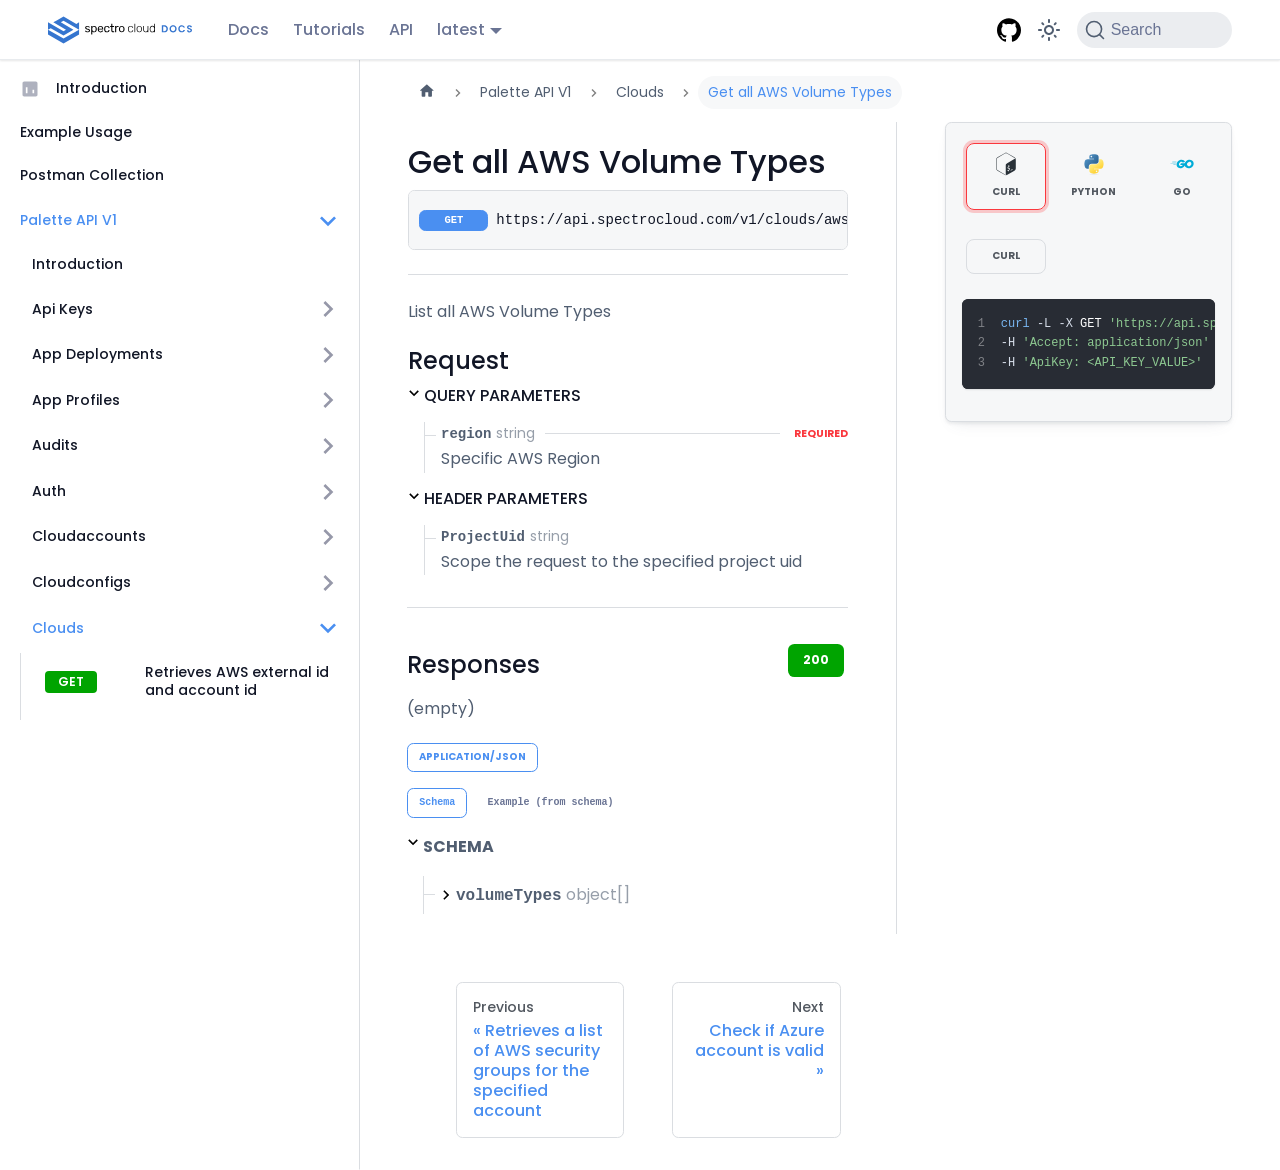 spectro cloud DOCS
Docs
Tutorials
API
latest
Search
Introduction
Example Usage
Postman Collection
Palette API V1
Introduction
Api Keys
App Deployments
App Profiles
Audits
Auth
Cloudaccounts
Cloudconfigs
Clouds
GET
Retrieves AWS external id
and account id
Palette API V1
Clouds
Get all AWS Volume Types
Get all AWS Volume Types
GET https://api.spectrocloud.com/v1/clouds/aws
List all AWS Volume Types
Request
QUERY PARAMETERS
region string REQUIRED
Specific AWS Region
HEADER PARAMETERS
ProjectUid string
Scope the request to the specified project uid
Responses
200
(empty)
APPLICATION/JSON
Schema
Example (from schema)
SCHEMA
volumeTypes object[]
CURL
PYTHON
GO
CURL
1 curl -L -X GET 'https://api.sp
2 -H 'Accept: application/json'
3 -H 'ApiKey: <API_KEY_VALUE>'
Previous
« Retrieves a list
of AWS security
groups for the
specified
account
Next
Check if Azure
account is valid
»